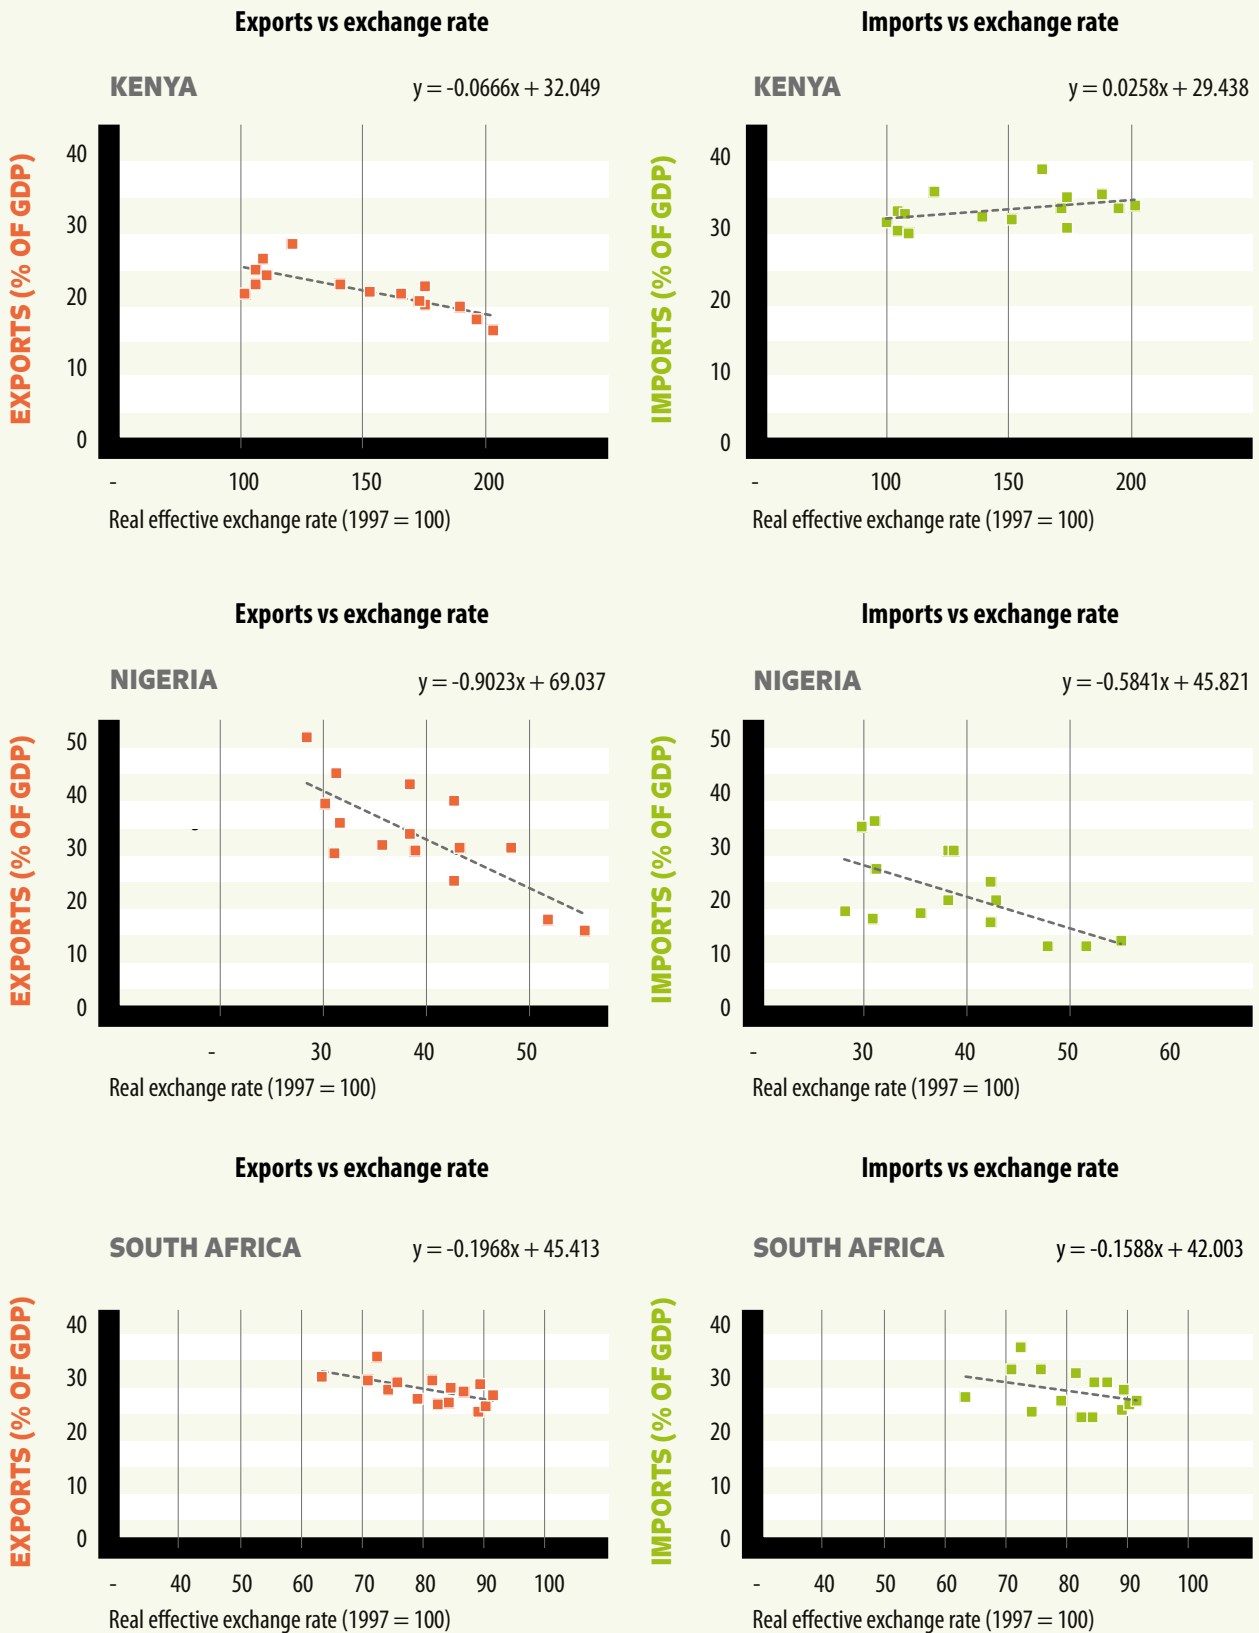 Exports vs exchange rate
KENYA
y = -0.0666x + 32.049
EXPORTS (% OF GDP)
40
30
20
10
0
-
100
150
200
Real effective exchange rate (1997 = 100)
Imports vs exchange rate
KENYA
y = 0.0258x + 29.438
IMPORTS (% OF GDP)
40
30
20
10
0
-
100
150
200
Real effective exchange rate (1997 = 100)
Exports vs exchange rate
NIGERIA
y = -0.9023x + 69.037
EXPORTS (% OF GDP)
50
40
30
20
10
0
-
30
40
50
Real exchange rate (1997 = 100)
Imports vs exchange rate
NIGERIA
y = -0.5841x + 45.821
IMPORTS (% OF GDP)
50
40
30
20
10
0
-
30
40
50
60
Real exchange rate (1997 = 100)
Exports vs exchange rate
SOUTH AFRICA
y = -0.1968x + 45.413
EXPORTS (% OF GDP)
40
30
20
10
0
-
40
50
60
70
80
90
100
Real effective exchange rate (1997 = 100)
Imports vs exchange rate
SOUTH AFRICA
y = -0.1588x + 42.003
IMPORTS (% OF GDP)
40
30
20
10
0
-
40
50
60
70
80
90
100
Real effective exchange rate (1997 = 100)